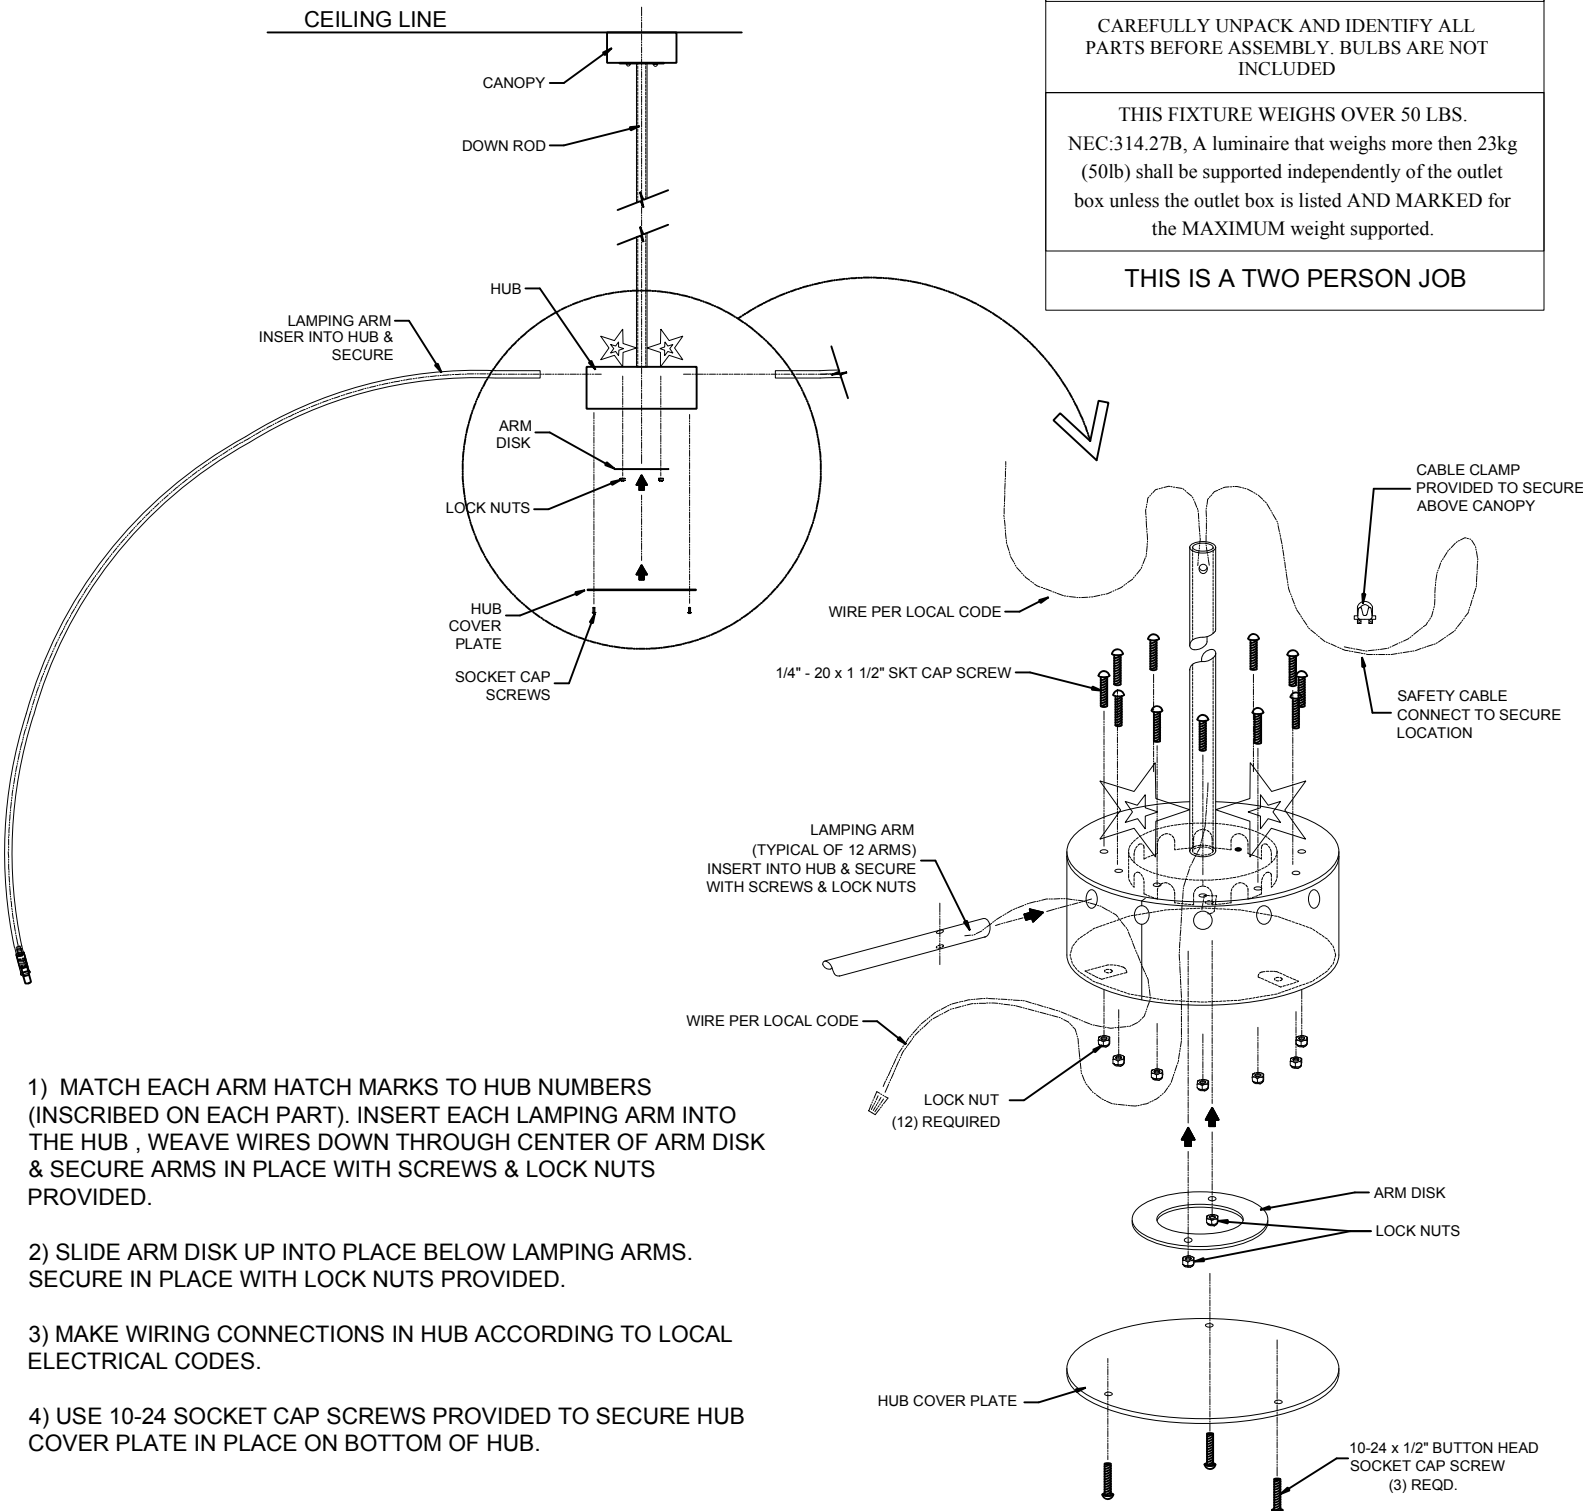 CEILING LINE
CANOPY
DOWN ROD
HUB
LAMPING ARM
INSER INTO HUB &
SECURE
ARM
DISK
LOCK NUTS
HUB
COVER
PLATE
SOCKET CAP
SCREWS
CAREFULLY UNPACK AND IDENTIFY ALL
PARTS BEFORE ASSEMBLY. BULBS ARE NOT
INCLUDED
THIS FIXTURE WEIGHS OVER 50 LBS.
NEC:314.27B, A luminaire that weighs more then 23kg
(50lb) shall be supported independently of the outlet
box unless the outlet box is listed AND MARKED for
the MAXIMUM weight supported.
THIS IS A TWO PERSON JOB
CABLE CLAMP
PROVIDED TO SECURE
ABOVE CANOPY
WIRE PER LOCAL CODE
1/4" - 20 x 1 1/2" SKT CAP SCREW
SAFETY CABLE
CONNECT TO SECURE
LOCATION
LAMPING ARM
(TYPICAL OF 12 ARMS)
INSERT INTO HUB & SECURE
WITH SCREWS & LOCK NUTS
WIRE PER LOCAL CODE
LOCK NUT
(12) REQUIRED
ARM DISK
LOCK NUTS
HUB COVER PLATE
10-24 x 1/2" BUTTON HEAD
SOCKET CAP SCREW
(3) REQD.
1) MATCH EACH ARM HATCH MARKS TO HUB NUMBERS
(INSCRIBED ON EACH PART). INSERT EACH LAMPING ARM INTO
THE HUB , WEAVE WIRES DOWN THROUGH CENTER OF ARM DISK
& SECURE ARMS IN PLACE WITH SCREWS & LOCK NUTS
PROVIDED.
2) SLIDE ARM DISK UP INTO PLACE BELOW LAMPING ARMS.
SECURE IN PLACE WITH LOCK NUTS PROVIDED.
3) MAKE WIRING CONNECTIONS IN HUB ACCORDING TO LOCAL
ELECTRICAL CODES.
4) USE 10-24 SOCKET CAP SCREWS PROVIDED TO SECURE HUB
COVER PLATE IN PLACE ON BOTTOM OF HUB.